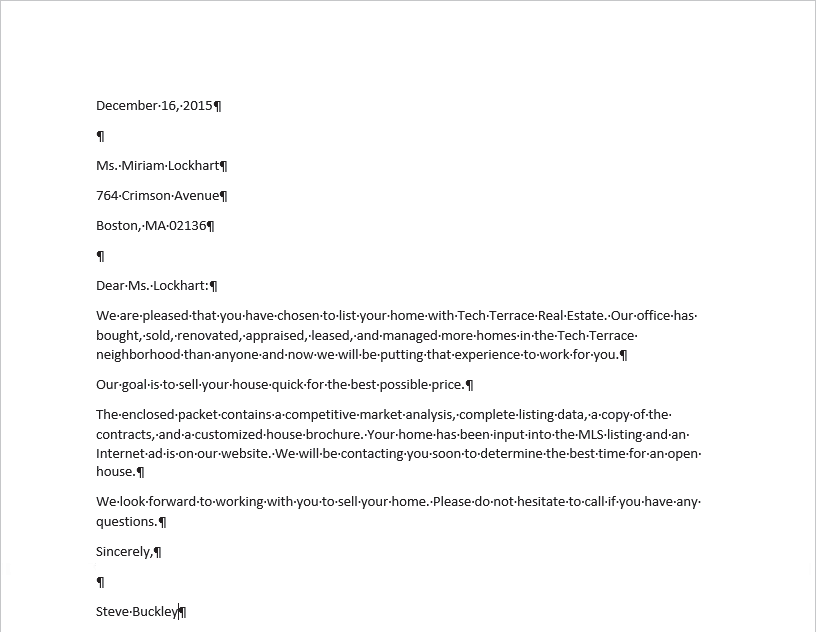 December 16, 2015¶
¶
Ms. Miriam Lockhart¶
764 Crimson Avenue¶
Boston, MA 02136¶
¶
Dear Ms. Lockhart:¶
We are pleased that you have chosen to list your home with Tech Terrace Real Estate. Our office has
bought, sold, renovated, appraised, leased, and managed more homes in the Tech Terrace
neighborhood than anyone and now we will be putting that experience to work for you.¶
Our goal is to sell your house quick for the best possible price.¶
The enclosed packet contains a competitive market analysis, complete listing data, a copy of the
contracts, and a customized house brochure. Your home has been input into the MLS listing and an
Internet ad is on our website. We will be contacting you soon to determine the best time for an open
house.¶
We look forward to working with you to sell your home. Please do not hesitate to call if you have any
questions.¶
Sincerely,¶
¶
Steve Buckley¶